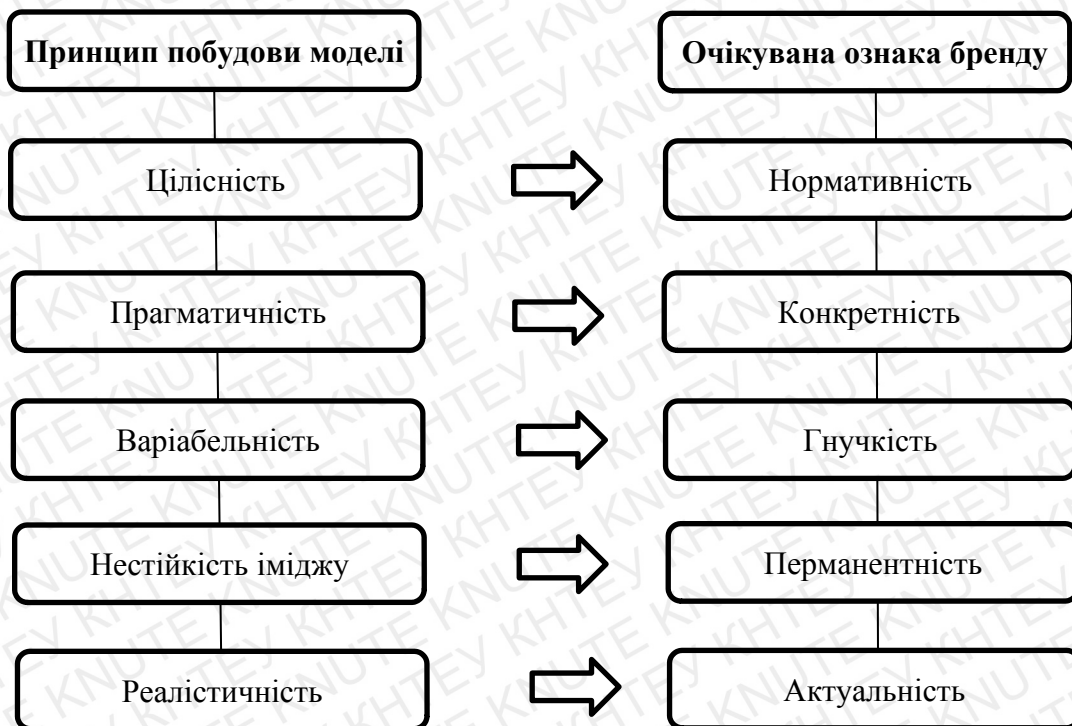 Принцип побудови моделі
Очікувана ознака бренду
Цілісність
Нормативність
Прагматичність
Конкретність
Варіабельність
Гнучкість
Нестійкість іміджу
Перманентність
Реалістичність
Актуальність